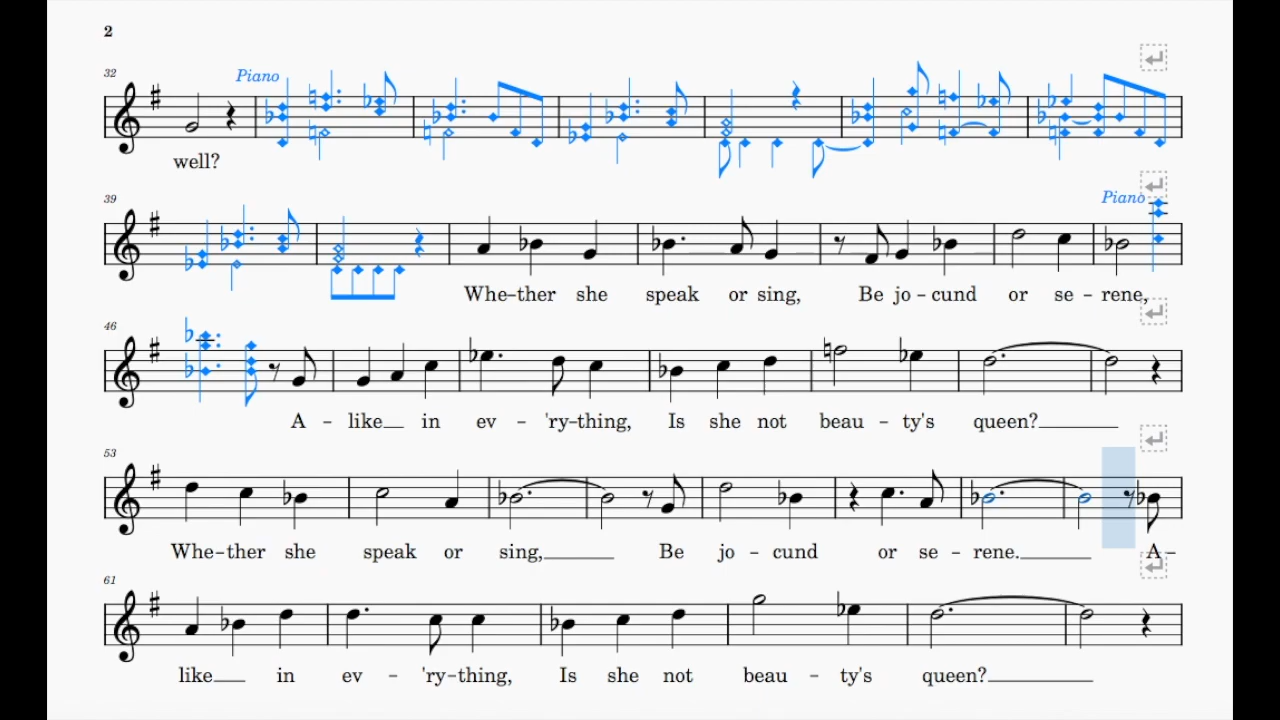 2
32
Piano
well?
39
Piano
Whe-ther she speak or sing, Be jo - cund or se - rene,
46
A - like in ev - 'ry-thing, Is she not beau - ty's queen?
53
Whe-ther she speak or sing, Be jo - cund or se - rene. A-
61
like in ev - 'ry-thing, Is she not beau - ty's queen?